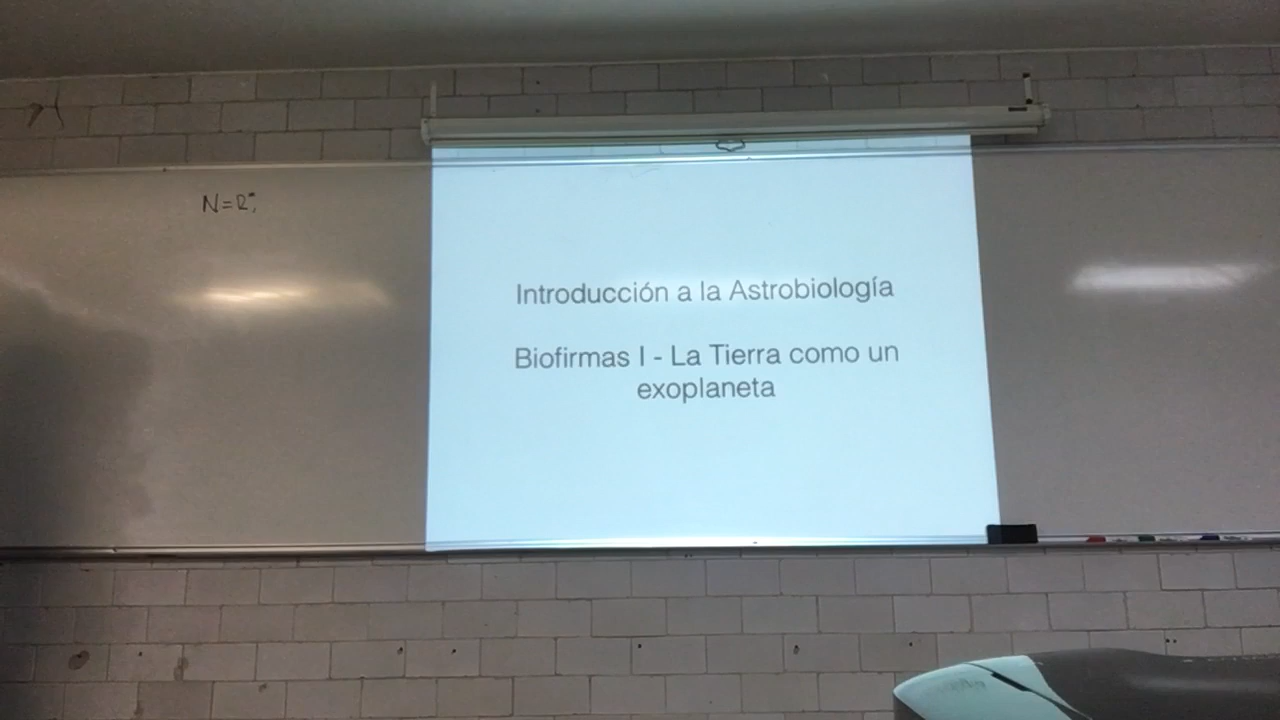 N=R*
Introducción a la Astrobiología
Biofirmas I - La Tierra como un
exoplaneta